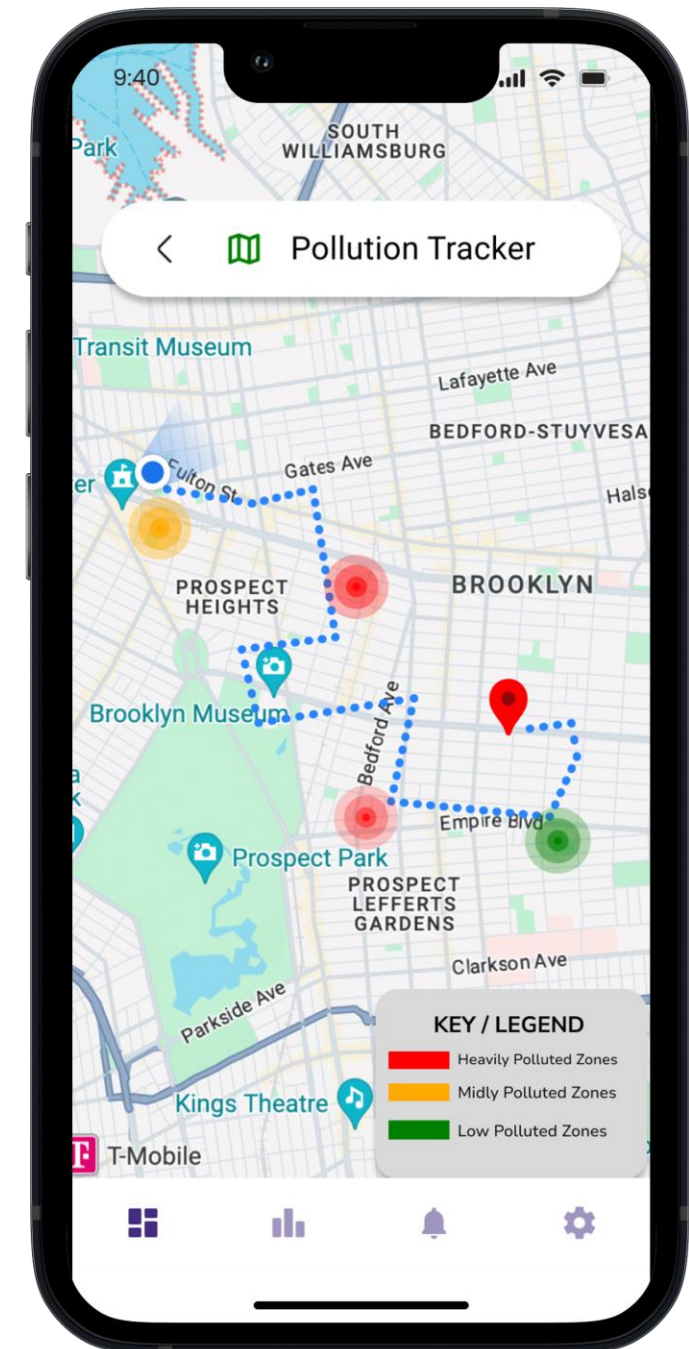 9:40
Park
SOUTH
WILLIAMSBURG
Pollution Tracker
Transit Museum
Lafayette Ave
BEDFORD-STUYVESA
er
Fulton St
Gates Ave
Hals
PROSPECT
HEIGHTS
BROOKLYN
Brooklyn Museum
Bedford Ave
a
k
Empire Blvd
Prospect Park
PROSPECT
LEFFERTS
GARDENS
Clarkson Ave
Parkside Ave
KEY / LEGEND
Heavily Polluted Zones
Midly Polluted Zones
Low Polluted Zones
Kings Theatre
T-Mobile